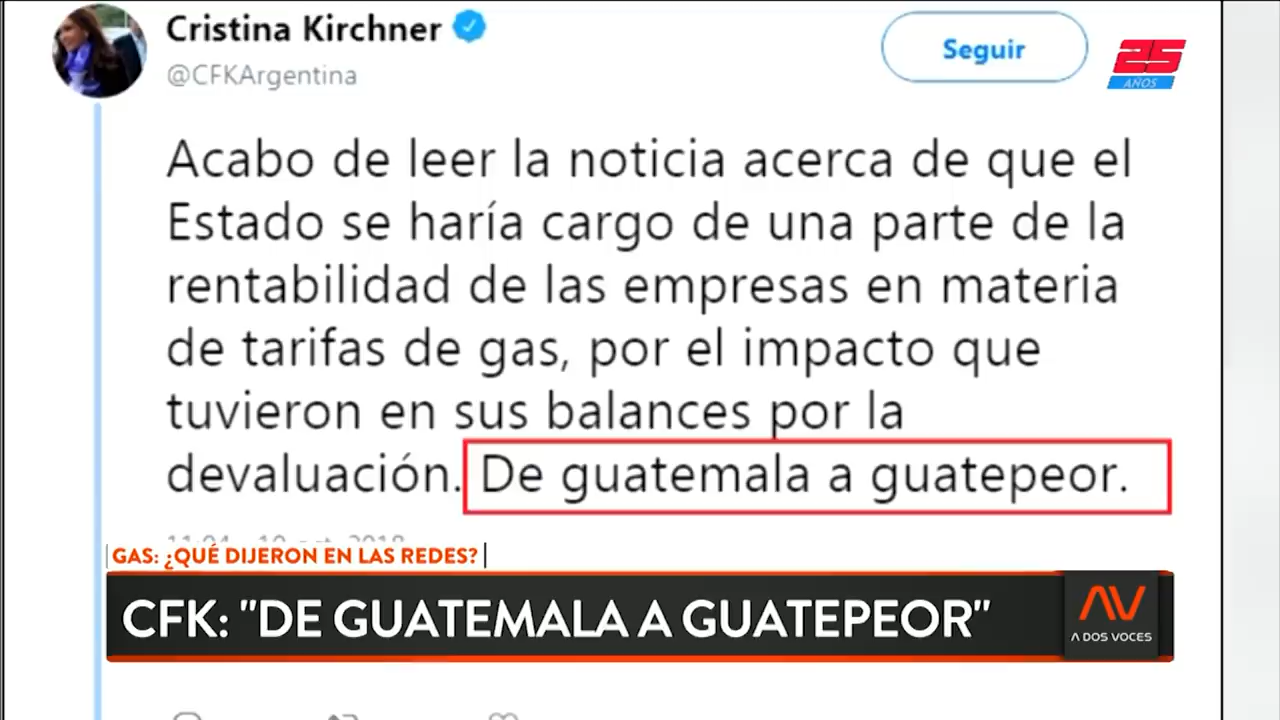 Cristina Kirchner
@CFKArgentina
Seguir
25
AÑOS
Acabo de leer la noticia acerca de que el
Estado se haría cargo de una parte de la
rentabilidad de las empresas en materia
de tarifas de gas, por el impacto que
tuvieron en sus balances por la
devaluación. De guatemala a guatepeor.
GAS: ¿QUÉ DIJERON EN LAS REDES?
CFK: "DE GUATEMALA A GUATEPEOR"
AV
A DOS VOCES